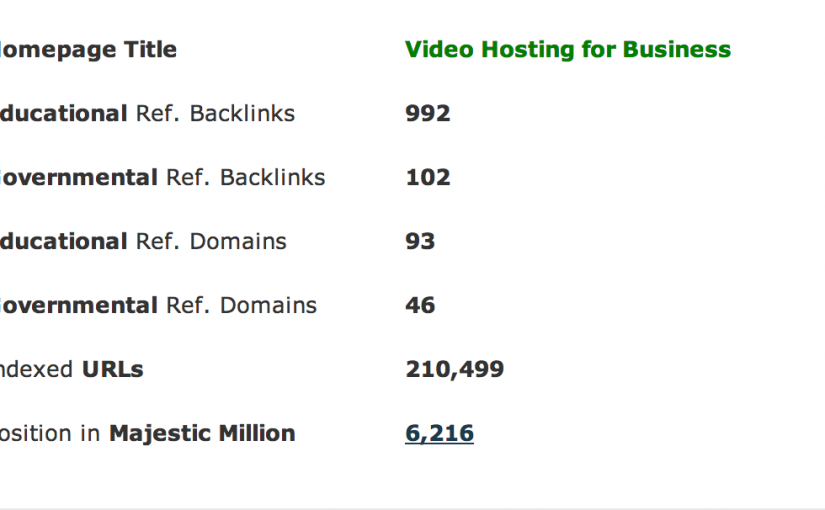 omepage Title Video Hosting for Business
ducational Ref. Backlinks 992
overnmental Ref. Backlinks 102
ducational Ref. Domains 93
overnmental Ref. Domains 46
ndexed URLs 210,499
osition in Majestic Million 6,216